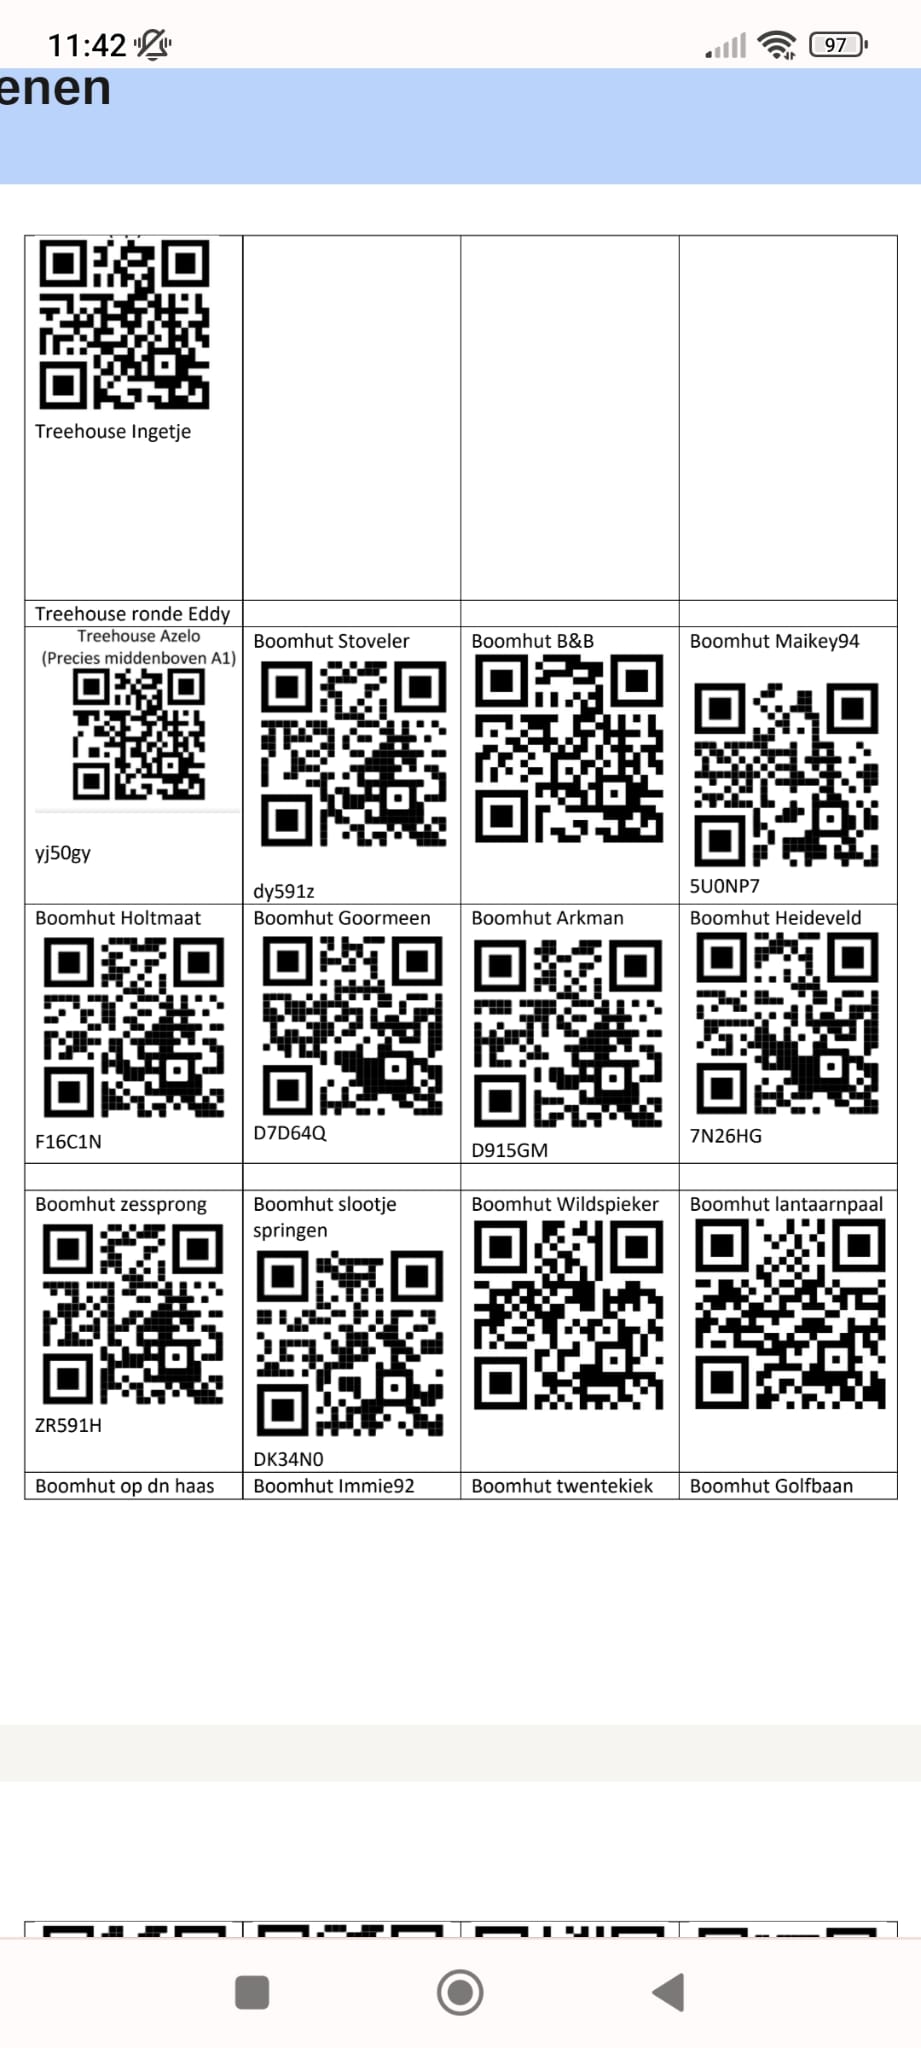 11:42
97
enen
Treehouse Ingetje
Treehouse ronde Eddy
Treehouse Azelo
(Precies middenboven A1)
yj50gy
Boomhut Stoveler
dy591z
Boomhut B&B
Boomhut Maikey94
5U0NP7
Boomhut Holtmaat
F16C1N
Boomhut Goormeen
D7D64Q
Boomhut Arkman
D915GM
Boomhut Heideveld
7N26HG
Boomhut zessprong
ZR591H
Boomhut slootje
springen
DK34N0
Boomhut Wildspieker
Boomhut lantaarnpaal
Boomhut op dn haas
Boomhut Immie92
Boomhut twentekiek
Boomhut Golfbaan